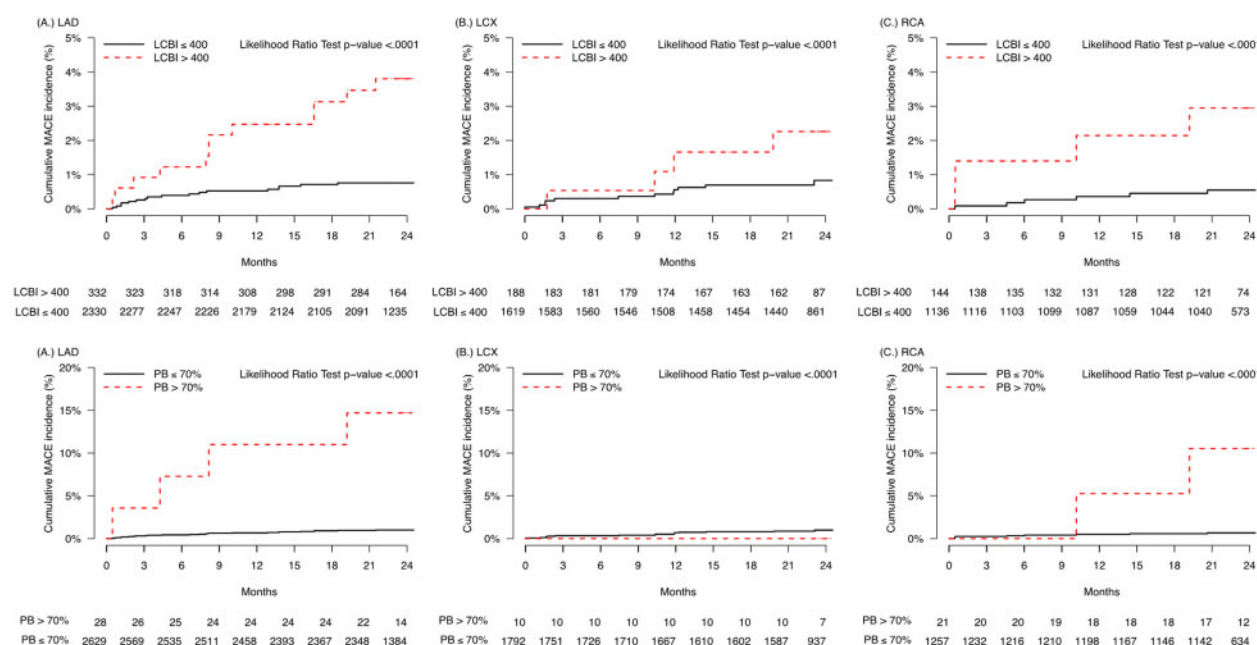 (A.) LAD
LCBI ≤ 400
LCBI > 400
Likelihood Ratio Test p-value <.0001
Cumulative MACE incidence (%)
5%
4%
3%
2%
1%
0%
0 3 6 9 12 15 18 21 24
Months
LCBI > 400 332 323 318 314 308 298 291 284 164
LCBI ≤ 400 2330 2277 2247 2226 2179 2124 2105 2091 1235
(B.) LCX
LCBI ≤ 400
LCBI > 400
Likelihood Ratio Test p-value <.0001
Cumulative MACE incidence (%)
5%
4%
3%
2%
1%
0%
0 3 6 9 12 15 18 21 24
Months
LCBI > 400 188 183 181 179 174 167 163 162 87
LCBI ≤ 400 1619 1583 1560 1546 1508 1458 1454 1440 861
(C.) RCA
LCBI ≤ 400
LCBI > 400
Likelihood Ratio Test p-value <.000
Cumulative MACE incidence (%)
5%
4%
3%
2%
1%
0%
0 3 6 9 12 15 18 21 24
Months
LCBI > 400 144 138 135 132 131 128 122 121 74
LCBI ≤ 400 1136 1116 1103 1099 1087 1059 1044 1040 573
(A.) LAD
PB ≤ 70%
PB > 70%
Likelihood Ratio Test p-value <.0001
Cumulative MACE incidence (%)
20%
15%
10%
5%
0%
0 3 6 9 12 15 18 21 24
Months
PB > 70% 28 26 25 24 24 24 24 22 14
PB ≤ 70% 2629 2569 2535 2511 2458 2393 2367 2348 1384
(B.) LCX
PB ≤ 70%
PB > 70%
Likelihood Ratio Test p-value <.0001
Cumulative MACE incidence (%)
20%
15%
10%
5%
0%
0 3 6 9 12 15 18 21 24
Months
PB > 70% 10 10 10 10 10 10 10 10 7
PB ≤ 70% 1792 1751 1726 1710 1667 1610 1602 1587 937
(C.) RCA
PB ≤ 70%
PB > 70%
Likelihood Ratio Test p-value <.000
Cumulative MACE incidence (%)
20%
15%
10%
5%
0%
0 3 6 9 12 15 18 21 24
Months
PB > 70% 21 20 20 19 18 18 18 17 12
PB ≤ 70% 1257 1232 1216 1210 1198 1167 1146 1142 634